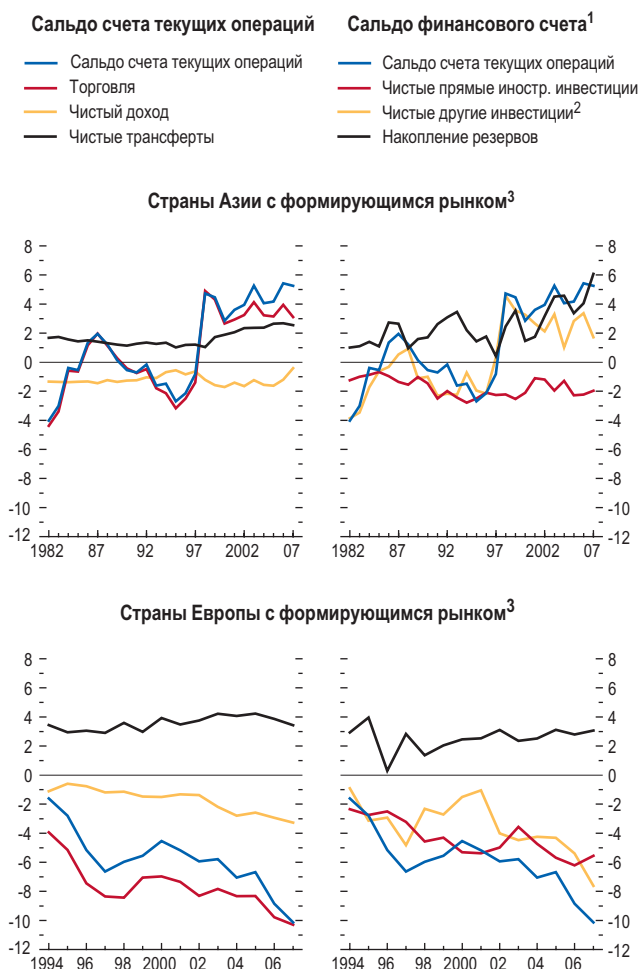 Сальдо счета текущих операций
Сальдо счета текущих операций
Торговля
Чистый доход
Чистые трансферты
Сальдо финансового счета1
Сальдо счета текущих операций
Чистые прямые иностр. инвестиции
Чистые другие инвестиции2
Накопление резервов
Страны Азии с формирующимся рынком3
8
6
4
2
0
-2
-4
-6
-8
-10
-12
1982 87 92 97 2002 07
8
6
4
2
0
-2
-4
-6
-8
-10
-12
1982 87 92 97 2002 07
Страны Европы с формирующимся рынком3
8
6
4
2
0
-2
-4
-6
-8
-10
-12
1994 96 98 2000 02 04 06
8
6
4
2
0
-2
-4
-6
-8
-10
-12
1994 96 98 2000 02 04 06